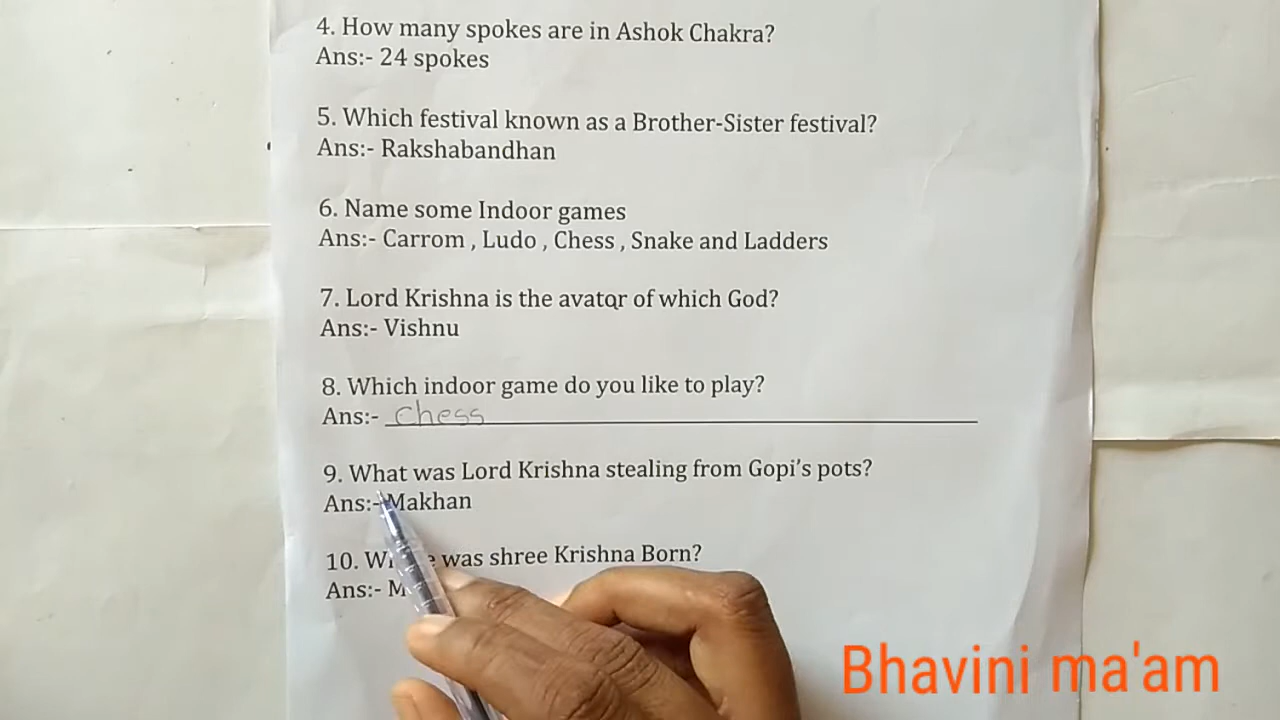 4. How many spokes are in Ashok Chakra?
Ans:- 24 spokes
5. Which festival known as a Brother-Sister festival?
Ans:- Rakshabandhan
6. Name some Indoor games
Ans:- Carrom , Ludo , Chess , Snake and Ladders
7. Lord Krishna is the avatar of which God?
Ans:- Vishnu
8. Which indoor game do you like to play?
Ans:- chess
9. What was Lord Krishna stealing from Gopi's pots?
Ans:- Makhan
10. was shree Krishna Born?
Ans:-
Bhavini ma'am